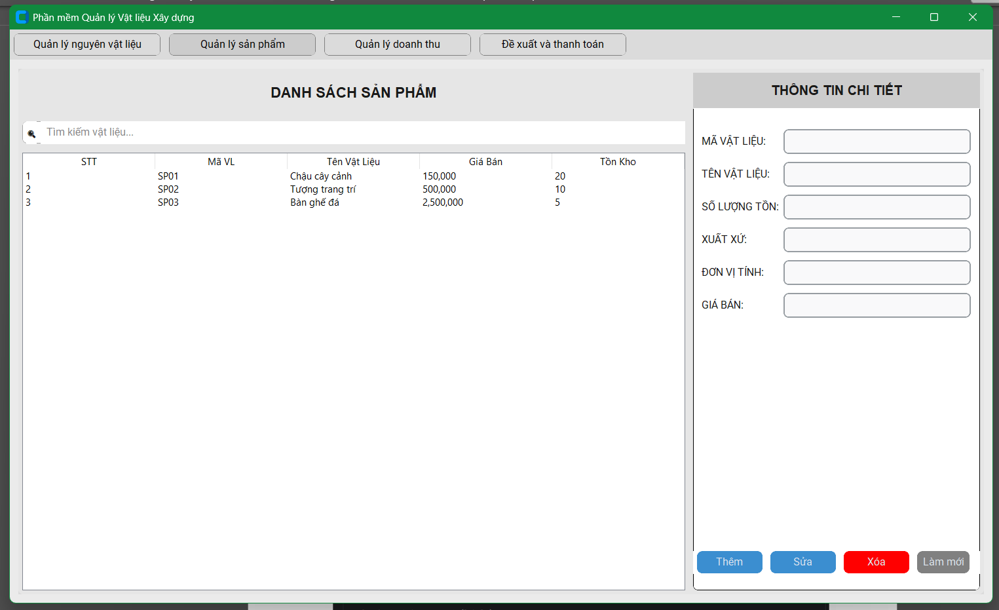 Phần mềm Quản lý Vật liệu Xây dựng
Quản lý nguyên vật liệu Quản lý sản phẩm Quản lý doanh thu Đề xuất và thanh toán
DANH SÁCH SẢN PHẨM
Tìm kiếm vật liệu...
STT Mã VL Tên Vật Liệu Giá Bán Tồn Kho
1 SP01 Chậu cây cảnh 150,000 20
2 SP02 Tượng trang trí 500,000 10
3 SP03 Bàn ghế đá 2,500,000 5
THÔNG TIN CHI TIẾT
MÃ VẬT LIỆU:
TÊN VẬT LIỆU:
SỐ LƯỢNG TỒN:
XUẤT XỨ:
ĐƠN VỊ TÍNH:
GIÁ BÁN:
Thêm Sửa Xóa Làm mới